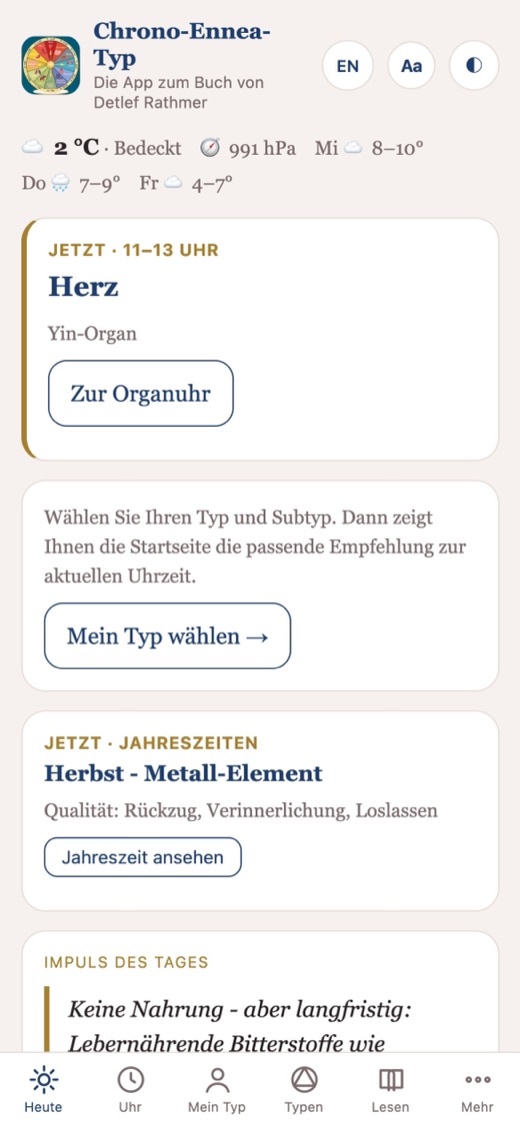 Chrono-Ennea-
Typ
Die App zum Buch von
Detlef Rathmer
EN
Aa
2 °C · Bedeckt 991 hPa Mi 8–10°
Do 7–9° Fr 4–7°
JETZT · 11–13 UHR
Herz
Yin-Organ
Zur Organuhr
Wählen Sie Ihren Typ und Subtyp. Dann zeigt
Ihnen die Startseite die passende Empfehlung zur
aktuellen Uhrzeit.
Mein Typ wählen →
JETZT · JAHRESZEITEN
Herbst - Metall-Element
Qualität: Rückzug, Verinnerlichung, Loslassen
Jahreszeit ansehen
IMPULS DES TAGES
Keine Nahrung - aber langfristig:
Lebernährende Bitterstoffe wie
Heute Uhr Mein Typ Typen Lesen Mehr